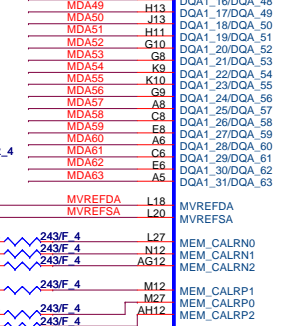 MDA49 H13 DQA1_16/DQA_48
MDA50 J13 DQA1_17/DQA_49
MDA51 H11 DQA1_18/DQA_50
MDA52 G10 DQA1_19/DQA_51
MDA53 G8 DQA1_20/DQA_52
MDA54 K9 DQA1_21/DQA_53
MDA55 K10 DQA1_22/DQA_54
MDA56 G9 DQA1_23/DQA_55
MDA57 A8 DQA1_24/DQA_56
MDA58 C8 DQA1_25/DQA_57
MDA59 E8 DQA1_26/DQA_58
MDA60 A6 DQA1_27/DQA_59
MDA61 C6 DQA1_28/DQA_60
_4
MDA62 E6 DQA1_29/DQA_61
MDA63 A5 DQA1_30/DQA_62
DQA1_31/DQA_63
MVREFDA L18 MVREFDA
MVREFSA L20 MVREFSA
243/F_4 L27 MEM_CALRN0
243/F_4 N12 MEM_CALRN1
243/F_4 AG12 MEM_CALRN2
243/F_4 M12 MEM_CALRP1
243/F_4 M27 MEM_CALRP0
243/F_4 AH12 MEM_CALRP2